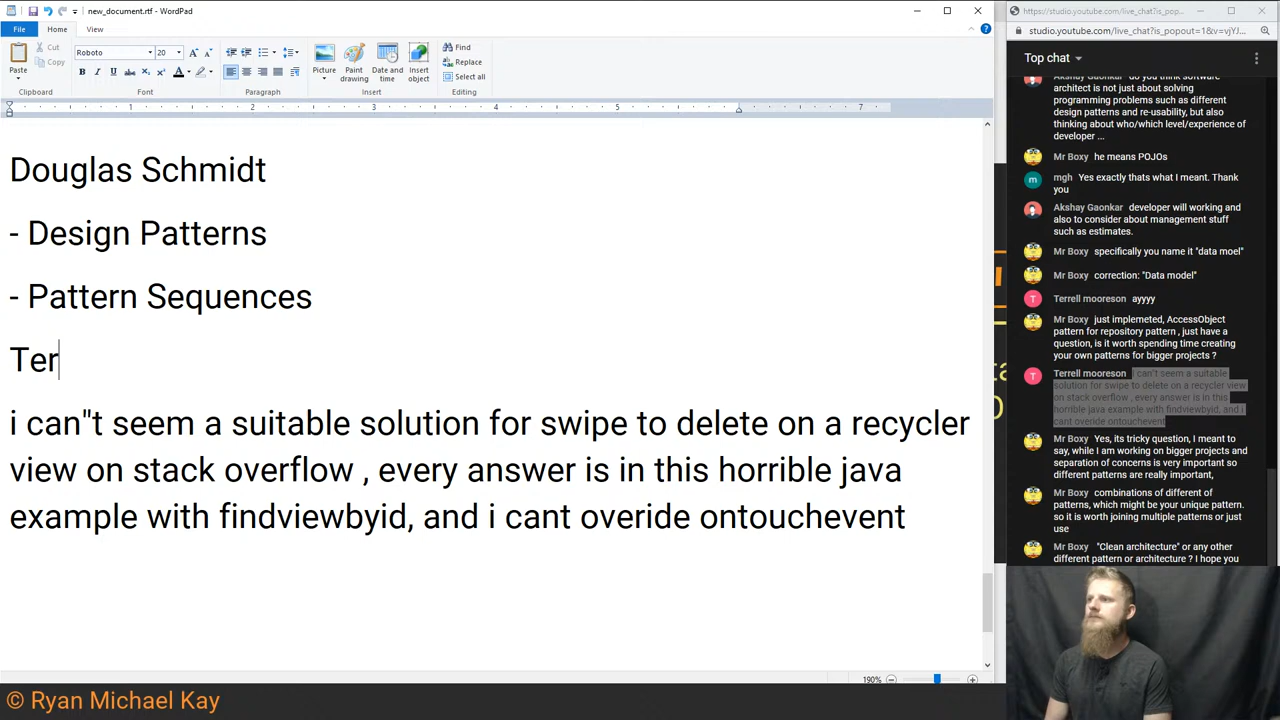 new_document.rtf - WordPad
File
Home
View
Paste
Cut
Copy
Clipboard
Roboto
20
Font
Paragraph
Picture
Paint drawing
Date and time
Insert object
Insert
Find
Replace
Select all
Editing
1
2
3
4
5
7
Douglas Schmidt
- Design Patterns
- Pattern Sequences
Ter
i can"t seem a suitable solution for swipe to delete on a recycler
view on stack overflow , every answer is in this horrible java
example with findviewbyid, and i cant overide ontouchevent
190%
© Ryan Michael Kay
https://studio.youtube.com/live_chat?is_pop...
studio.youtube.com/live_chat?is_popout=1&v=vjYJ...
Top chat
Akshay Gaonkar do you think software
architect is not just about solving
programming problems such as different
design patterns and re-usability, but also
thinking about who/which level/experience of
developer ...
Mr Boxy he means POJOs
mgh Yes exactly thats what I meant. Thank
you
Akshay Gaonkar developer will working and
also to consider about management stuff
such as estimates.
Mr Boxy specifically you name it "data moel"
Mr Boxy correction: "Data model"
Terrell mooreson ayyyy
Mr Boxy just implemeted, AccessObject
pattern for repository pattern , just have a
question, is it worth spending time creating
your own patterns for bigger projects ?
Terrell mooreson i can"t seem a suitable
solution for swipe to delete on a recycler view
on stack overflow , every answer is in this
horrible java example with findviewbyid, and i
cant overide ontouchevent
Mr Boxy Yes, its tricky question, I meant to
say, while I am working on bigger projects and
separation of concerns is very important so
different patterns are really important,
Mr Boxy combinations of different of
patterns, which might be your unique pattern.
so it is worth joining multiple patterns or just
use
Mr Boxy "Clean architecture" or any other
different pattern or architecture ? I hope you